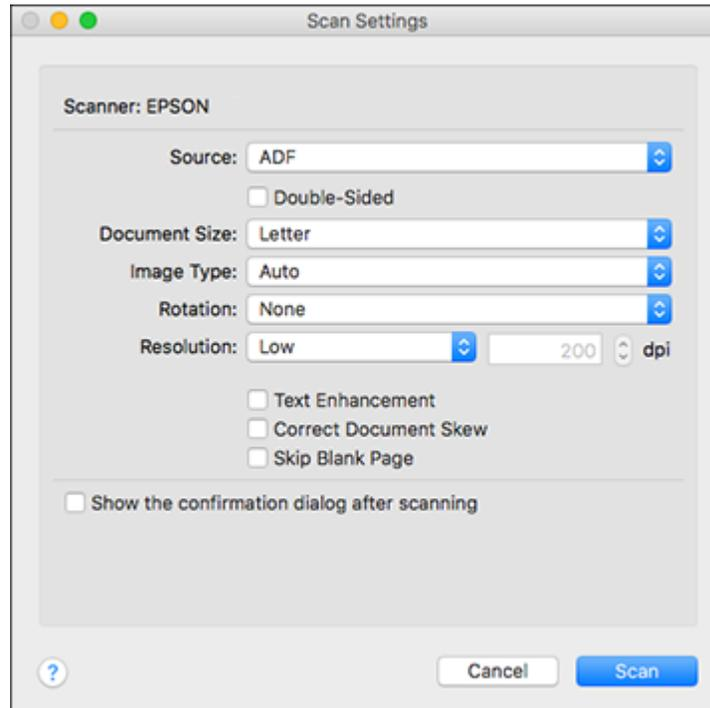 Scan Settings
Scanner: EPSON
Source: ADF
Double-Sided
Document Size: Letter
Image Type: Auto
Rotation: None
Resolution: Low 200 dpi
Text Enhancement
Correct Document Skew
Skip Blank Page
Show the confirmation dialog after scanning
? Cancel Scan